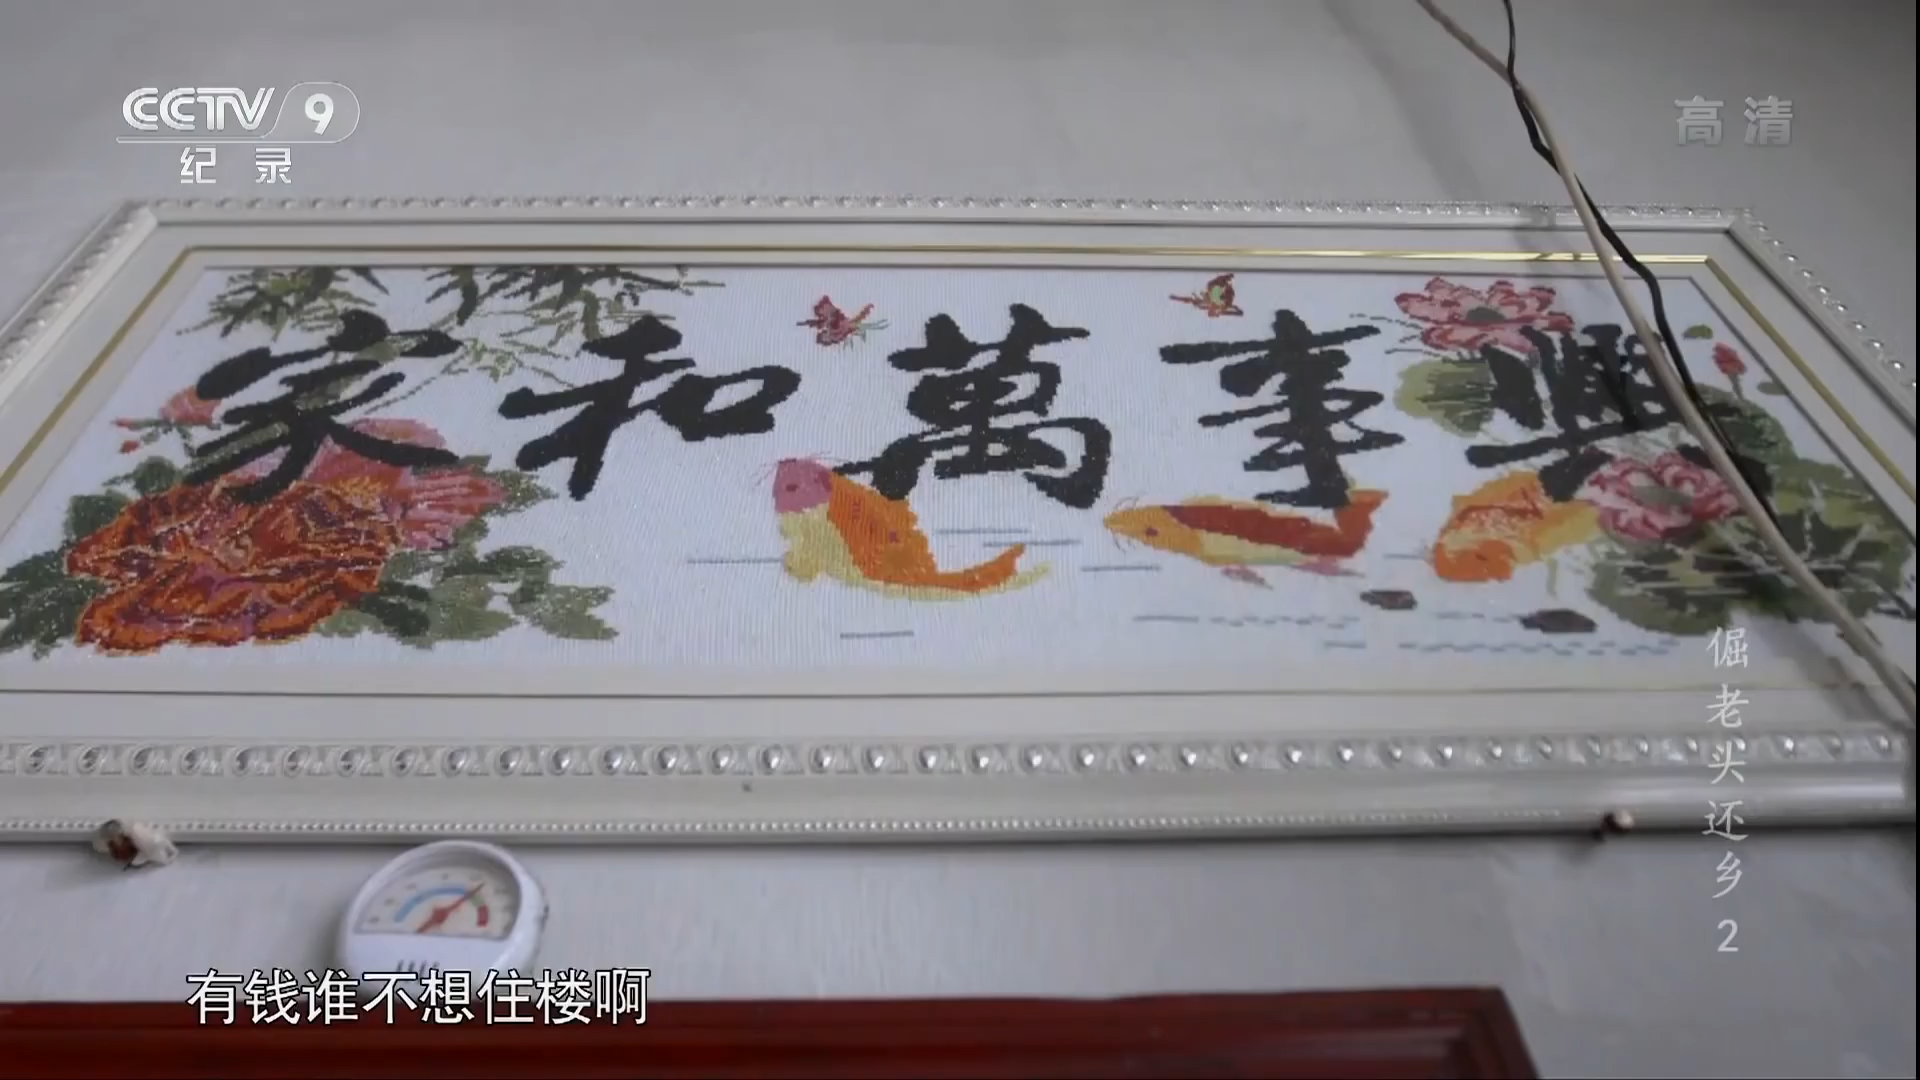 CCTV 9
纪录
高清
家和萬事興
倔老头还乡2
有钱谁不想住楼啊